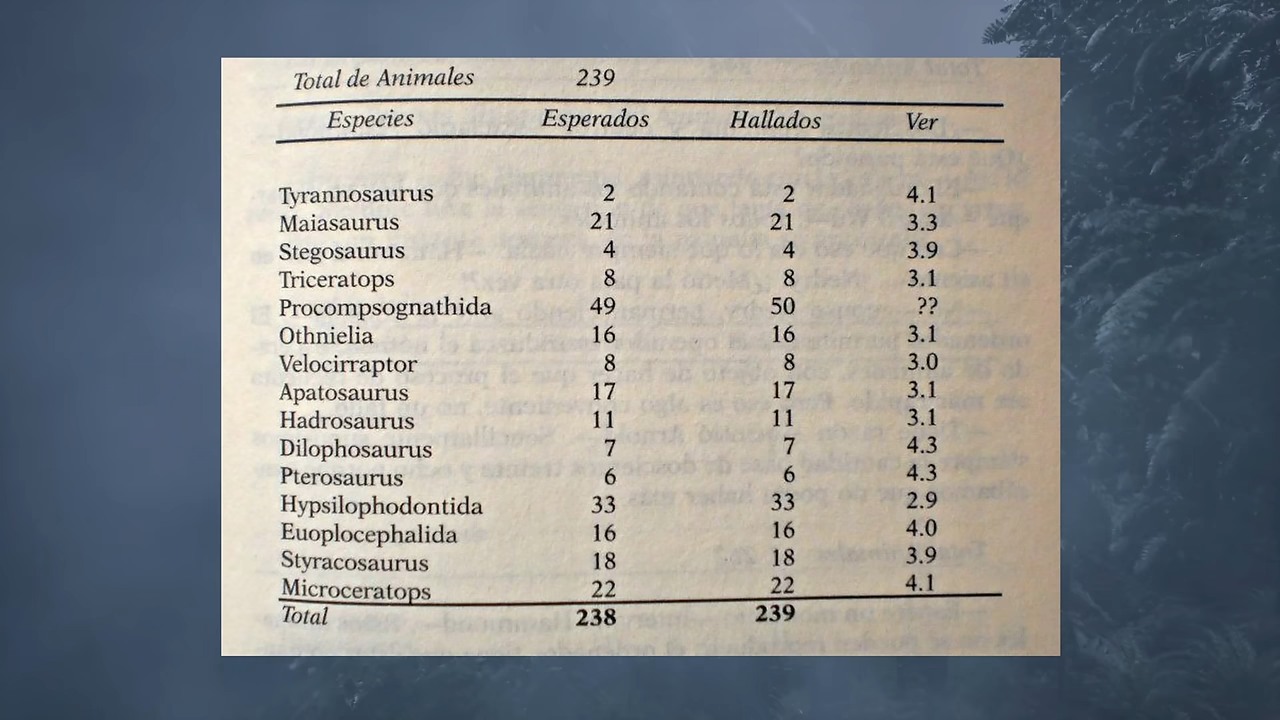 Total de Animales 239
Especies Esperados Hallados Ver
Tyrannosaurus 2 2 4.1
Maiasaurus 21 21 3.3
Stegosaurus 4 4 3.9
Triceratops 8 8 3.1
Procompsognathida 49 50 ??
Othnielia 16 16 3.1
Velocirraptor 8 8 3.0
Apatosaurus 17 17 3.1
Hadrosaurus 11 11 3.1
Dilophosaurus 7 7 4.3
Pterosaurus 6 6 4.3
Hypsilophodontida 33 33 2.9
Euoplocephalida 16 16 4.0
Styracosaurus 18 18 3.9
Microceratops 22 22 4.1
Total 238 239